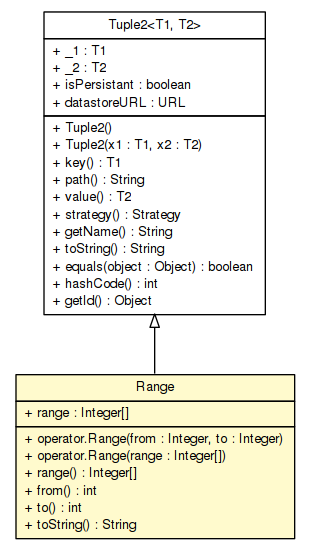 Tuple2<T1, T2>
+ _1 : T1
+ _2 : T2
+ isPersistant : boolean
+ datastoreURL : URL
+ Tuple2()
+ Tuple2(x1 : T1, x2 : T2)
+ key() : T1
+ path() : String
+ value() : T2
+ strategy() : Strategy
+ getName() : String
+ toString() : String
+ equals(object : Object) : boolean
+ hashCode() : int
+ getId() : Object
Range
+ range : Integer[]
+ operator.Range(from : Integer, to : Integer)
+ operator.Range(range : Integer[])
+ range() : Integer[]
+ from() : int
+ to() : int
+ toString() : String